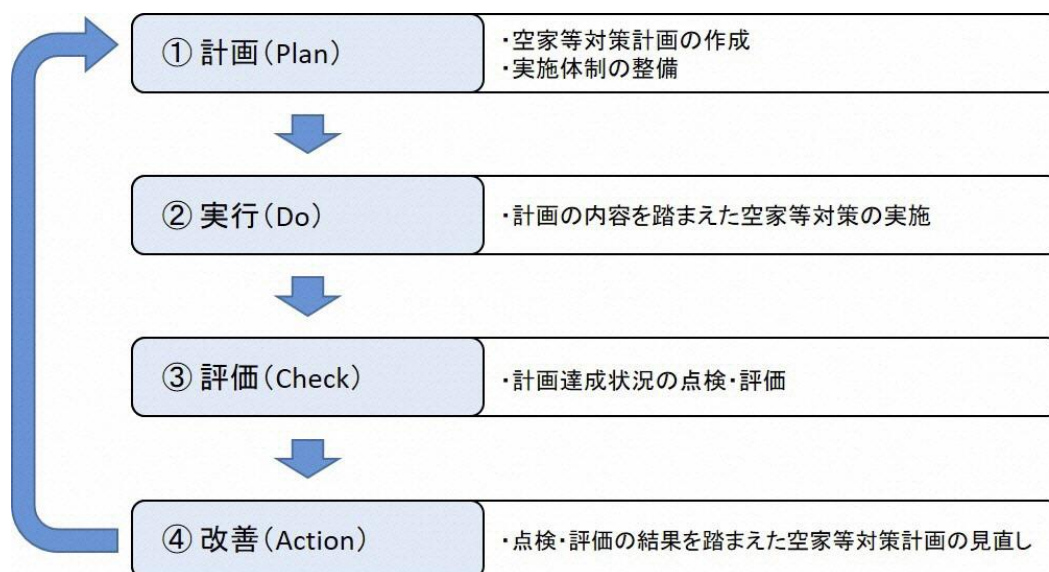 ① 計画(Plan)
・空家等対策計画の作成
・実施体制の整備
② 実行(Do)
・計画の内容を踏まえた空家等対策の実施
③ 評価(Check)
・計画達成状況の点検・評価
④ 改善(Action)
・点検・評価の結果を踏まえた空家等対策計画の見直し